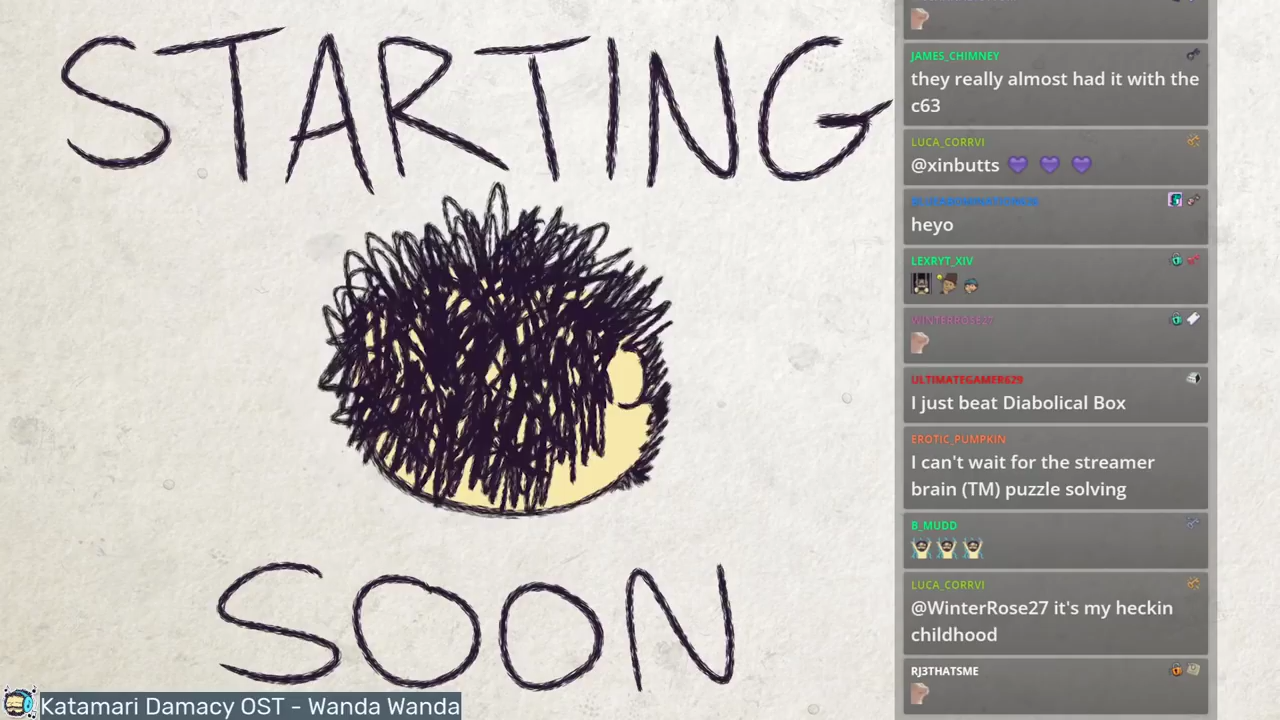 STARTING
SOON
Katamari Damacy OST - Wanda Wanda
JAMES_CHIMNEY
they really almost had it with the
c63
LUCA_CORRVI
@xinbutts
heyo
LEXRYT_XIV
WINTERROSE27
ULTIMATEGAMER629
I just beat Diabolical Box
EROTIC_PUMPKIN
I can't wait for the streamer
brain (TM) puzzle solving
B_MUDD
LUCA_CORRVI
@WinterRose27 it's my heckin
childhood
RJ3THATSME